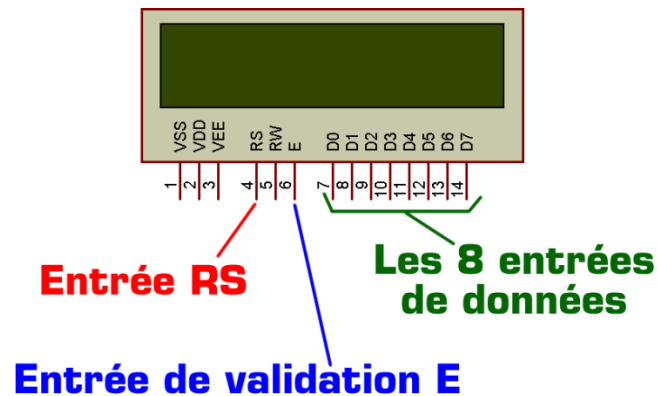 VSS VDD VEE RS RW E D0 D1 D2 D3 D4 D5 D6 D7
1 2 3 4 5 6 7 8 9 10 11 12 13 14
Entrée RS
Les 8 entrées
de données
Entrée de validation E